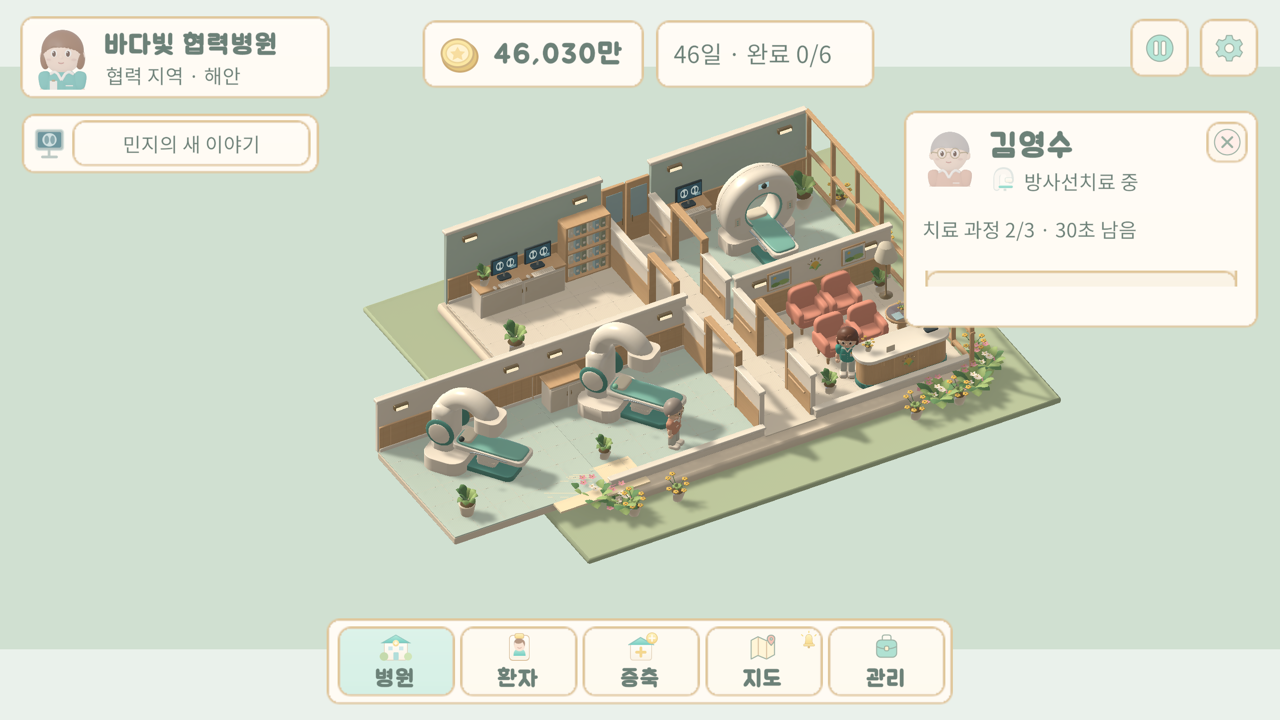 바다빛 협력병원
협력 지역 · 해안
46,030만
46일 · 완료 0/6
민지의 새 이야기
김영수
방사선치료 중
치료 과정 2/3 · 30초 남음
병원
환자
증축
지도
관리